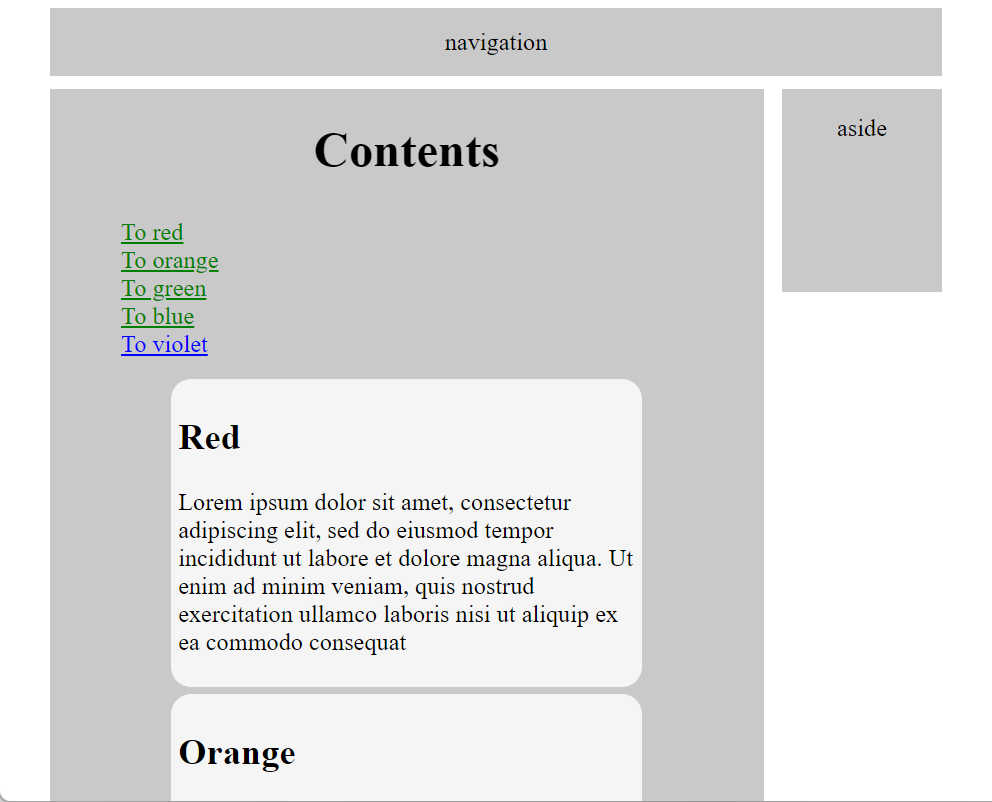 navigation
Contents
aside
To red
To orange
To green
To blue
To violet
Red
Lorem ipsum dolor sit amet, consectetur
adipiscing elit, sed do eiusmod tempor
incididunt ut labore et dolore magna aliqua. Ut
enim ad minim veniam, quis nostrud
exercitation ullamco laboris nisi ut aliquip ex
ea commodo consequat
Orange